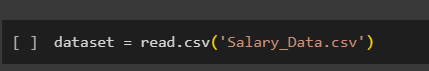 [ ] dataset = read.csv('Salary_Data.csv')